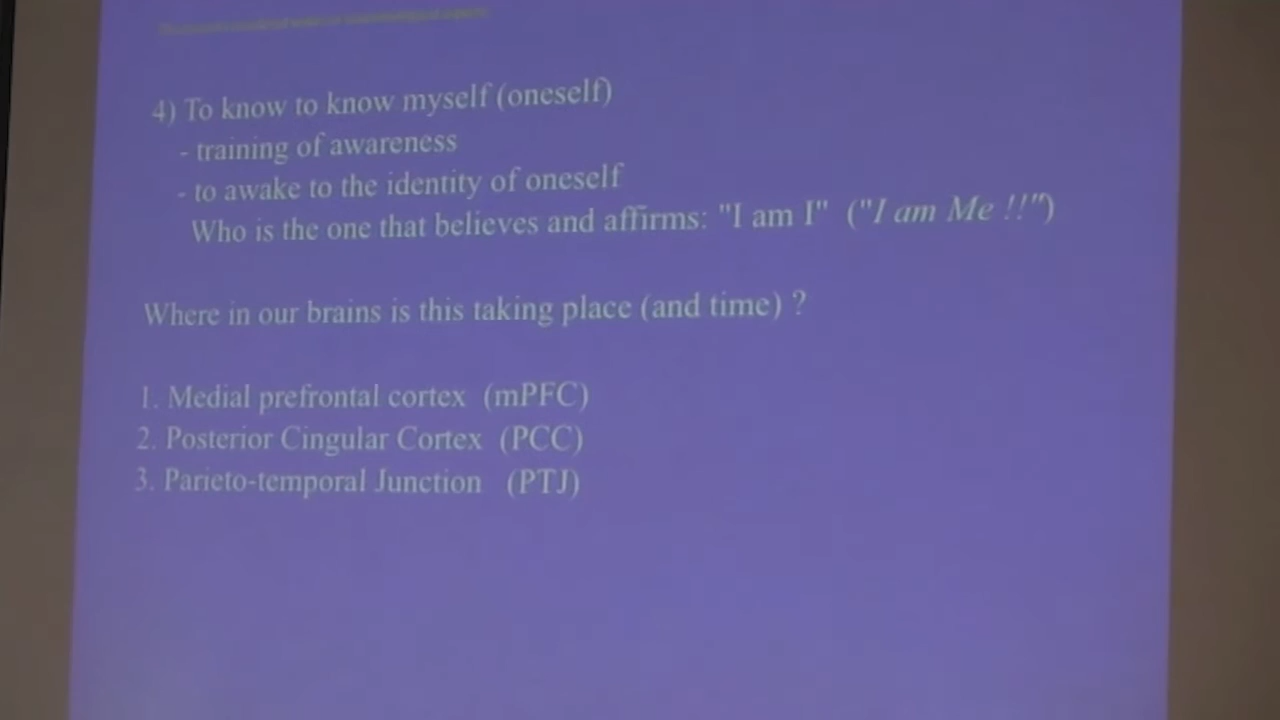 4) To know to know myself (oneself)
- training of awareness
- to awake to the identity of oneself
Who is the one that believes and affirms: "I am I" ("I am Me !!")
Where in our brains is this taking place (and time) ?
1. Medial prefrontal cortex (mPFC)
2. Posterior Cingular Cortex (PCC)
3. Parieto-temporal Junction (PTJ)